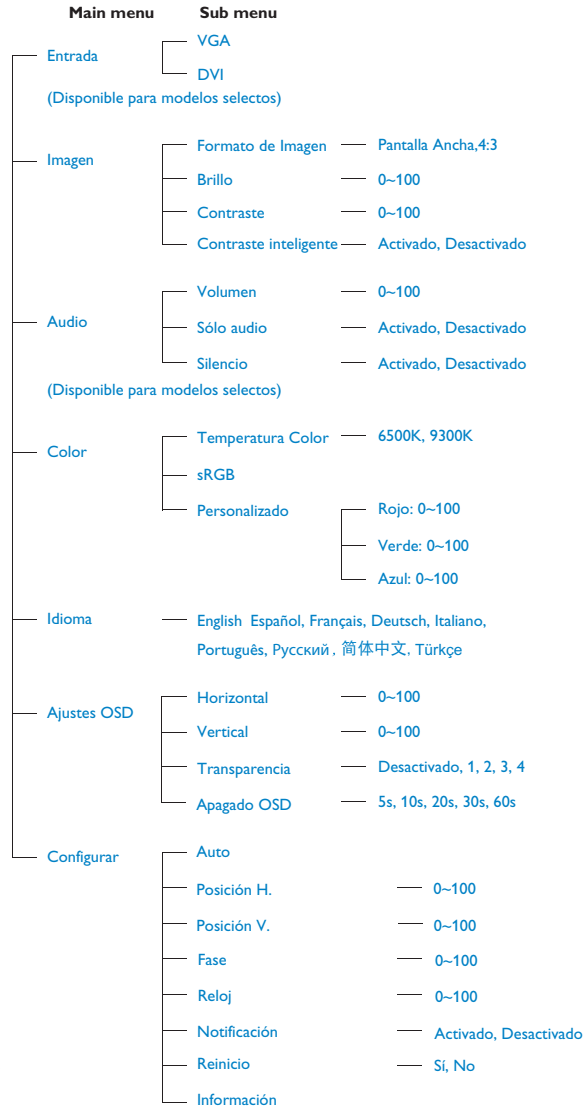 Main menu Sub menu
Entrada VGA
DVI
(Disponible para modelos selectos)
Imagen Formato de Imagen Pantalla Ancha,4:3
Brillo 0~100
Contraste 0~100
Contraste inteligente Activado, Desactivado
Audio Volumen 0~100
Sólo audio Activado, Desactivado
Silencio Activado, Desactivado
(Disponible para modelos selectos)
Color Temperatura Color 6500K, 9300K
sRGB
Personalizado Rojo: 0~100
Verde: 0~100
Azul: 0~100
Idioma English Español, Français, Deutsch, Italiano,
Português, Русский , 简体中文, Türkçe
Ajustes OSD Horizontal 0~100
Vertical 0~100
Transparencia Desactivado, 1, 2, 3, 4
Apagado OSD 5s, 10s, 20s, 30s, 60s
Configurar Auto
Posición H. 0~100
Posición V. 0~100
Fase 0~100
Reloj 0~100
Notificación Activado, Desactivado
Reinicio Sí, No
Información